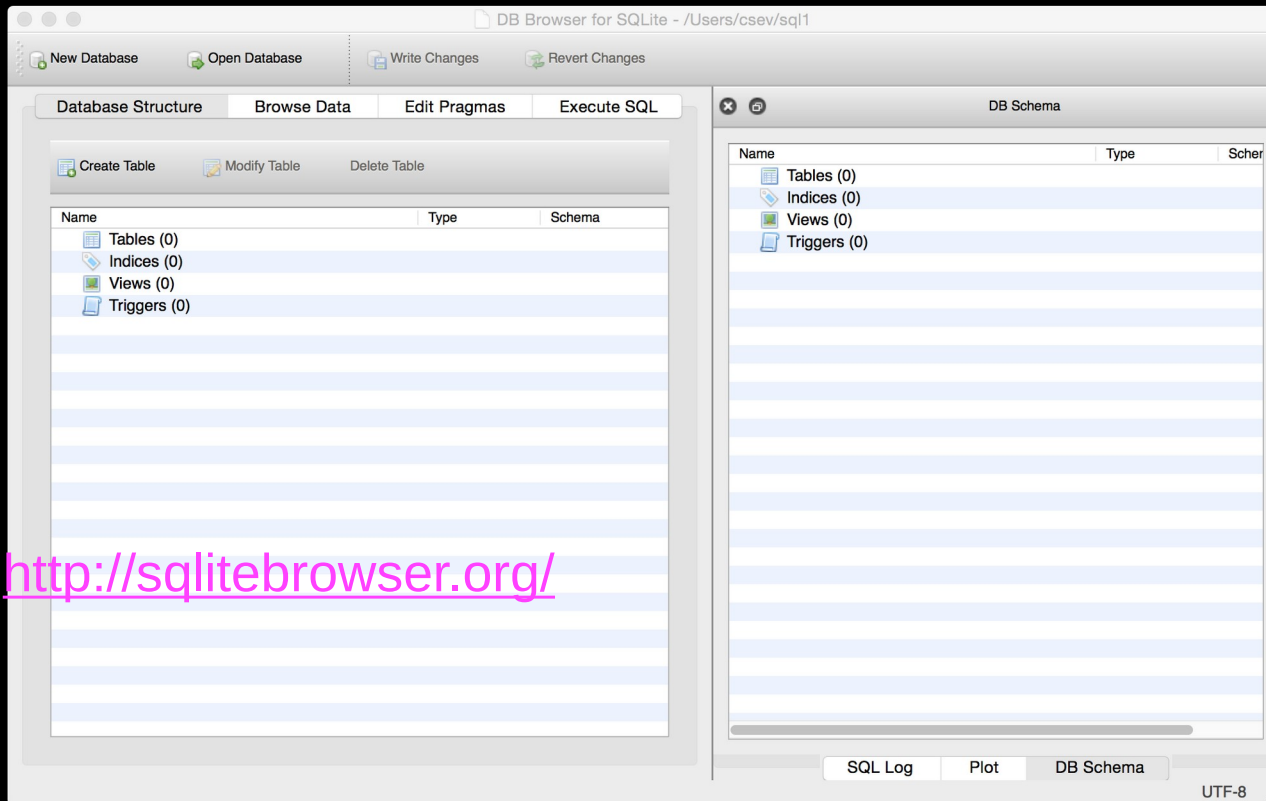 DB Browser for SQLite - /Users/csev/sql1
New Database Open Database Write Changes Revert Changes
Database Structure Browse Data Edit Pragmas Execute SQL
Create Table Modify Table Delete Table
Name Type Schema
Tables (0)
Indices (0)
Views (0)
Triggers (0)
http://sqlitebrowser.org/
DB Schema
Name Type Schem
Tables (0)
Indices (0)
Views (0)
Triggers (0)
SQL Log Plot DB Schema
UTF-8